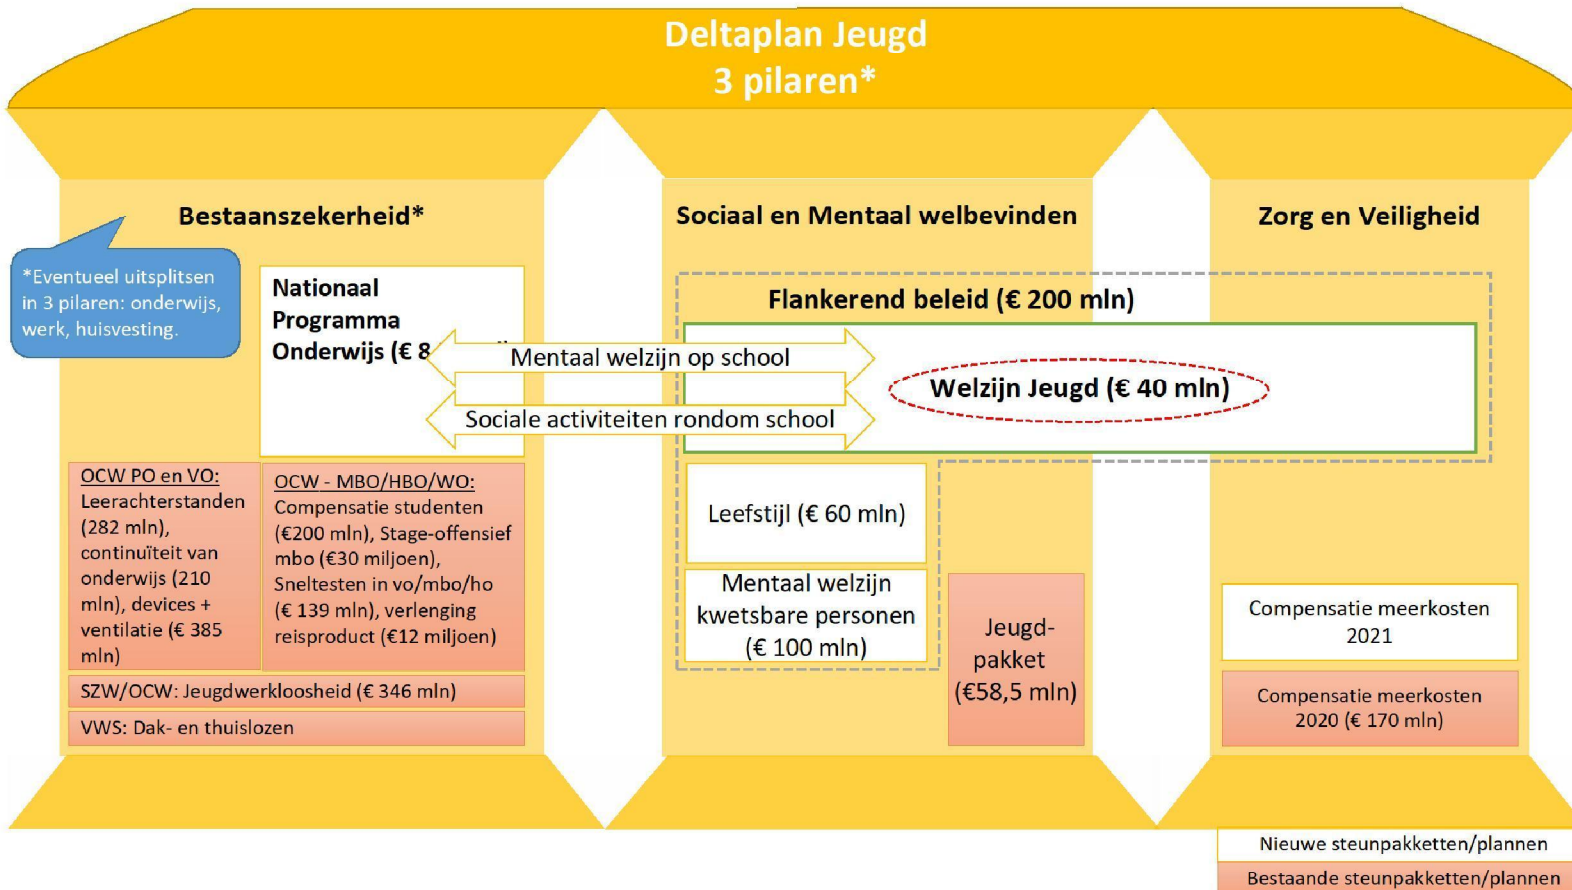 Deltaplan Jeugd
3 pilaren*
Bestaanszekerheid*
*Eventueel uitsplitsen
in 3 pilaren: onderwijs,
werk, huisvesting.
Nationaal
Programma
Onderwijs (€ 8
Mentaal welzijn op school
Sociale activiteiten rondom school
OCW PO en VO:
Leerachterstanden
(282 mln),
continuïteit van
onderwijs (210
mln), devices +
ventilatie (€ 385
mln)
OCW - MBO/HBO/WO:
Compensatie studenten
(€200 mln), Stage-offensief
mbo (€30 miljoen),
Sneltesten in vo/mbo/ho
(€ 139 mln), verlenging
reisproduct (€12 miljoen)
SZW/OCW: Jeugdwerkloosheid (€ 346 mln)
VWS: Dak- en thuislozen
Sociaal en Mentaal welbevinden
Flankerend beleid (€ 200 mln)
Welzijn Jeugd (€ 40 mln)
Leefstijl (€ 60 mln)
Mentaal welzijn
kwetsbare personen
(€ 100 mln)
Jeugd-
pakket
(€58,5 mln)
Zorg en Veiligheid
Compensatie meerkosten
2021
Compensatie meerkosten
2020 (€ 170 mln)
Nieuwe steunpakketten/plannen
Bestaande steunpakketten/plannen